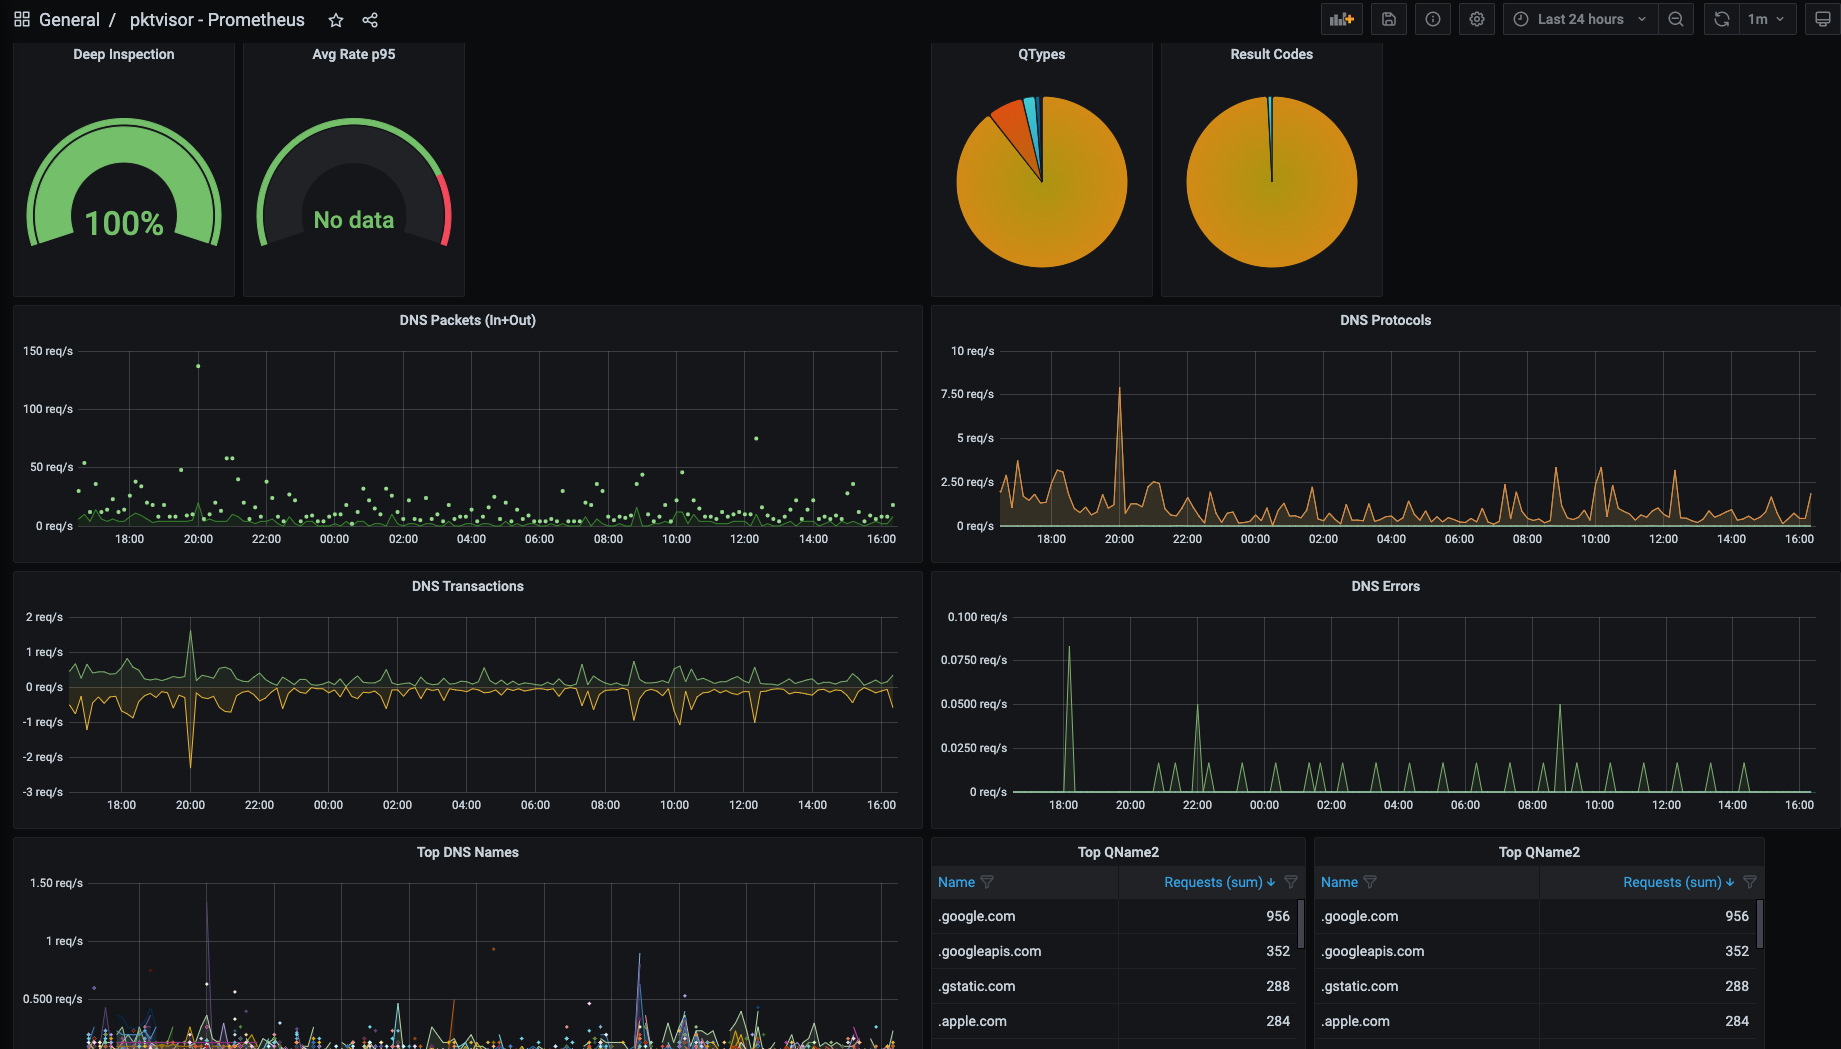 General / pktvisor - Prometheus
Last 24 hours
1m
Deep Inspection
100%
Avg Rate p95
No data
QTypes
Result Codes
DNS Packets (In+Out)
150 req/s
100 req/s
50 req/s
0 req/s
18:00 20:00 22:00 00:00 02:00 04:00 06:00 08:00 10:00 12:00 14:00 16:00
DNS Protocols
10 req/s
7.50 req/s
5 req/s
2.50 req/s
0 req/s
18:00 20:00 22:00 00:00 02:00 04:00 06:00 08:00 10:00 12:00 14:00 16:00
DNS Transactions
2 req/s
1 req/s
0 req/s
-1 req/s
-2 req/s
-3 req/s
18:00 20:00 22:00 00:00 02:00 04:00 06:00 08:00 10:00 12:00 14:00 16:00
DNS Errors
0.100 req/s
0.0750 req/s
0.0500 req/s
0.0250 req/s
0 req/s
18:00 20:00 22:00 00:00 02:00 04:00 06:00 08:00 10:00 12:00 14:00 16:00
Top DNS Names
1.50 req/s
1 req/s
0.500 req/s
Top QName2
Name Requests (sum)
.google.com 956
.googleapis.com 352
.gstatic.com 288
.apple.com 284
Top QName2
Name Requests (sum)
.google.com 956
.googleapis.com 352
.gstatic.com 288
.apple.com 284